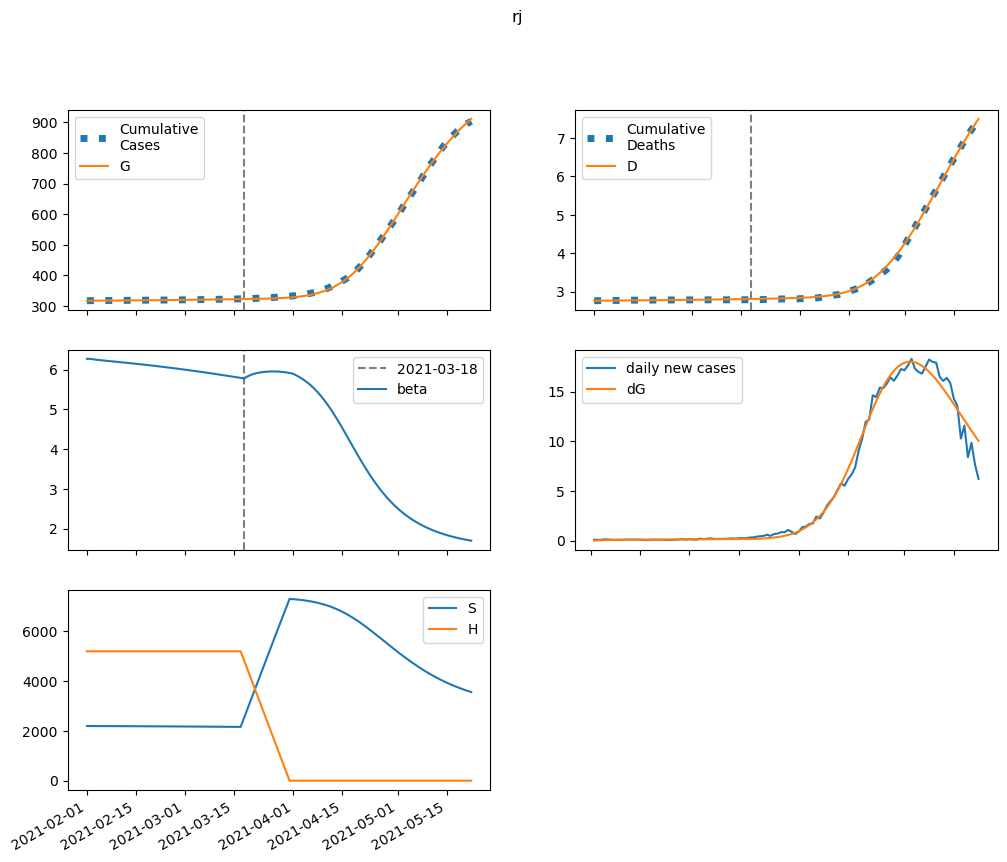 rj
900
800
700
600
500
400
300
Cumulative
Cases
G
7
6
5
4
3
Cumulative
Deaths
D
6
5
4
3
2
2021-03-18
beta
15
10
5
0
daily new cases
dG
6000
4000
2000
0
S
H
2021-02-01
2021-02-15
2021-03-01
2021-03-15
2021-04-01
2021-04-15
2021-05-01
2021-05-15